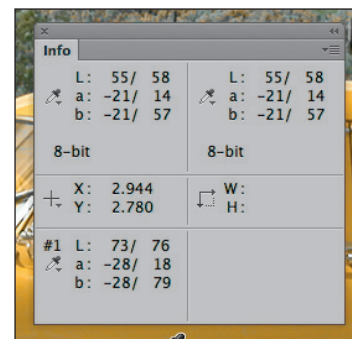 Info
L: 55/ 58
a: -21/ 14
b: -21/ 57
8-bit
L: 55/ 58
a: -21/ 14
b: -21/ 57
8-bit
X: 2.944
Y: 2.780
W:
H:
#1 L: 73/ 76
a: -28/ 18
b: -28/ 79